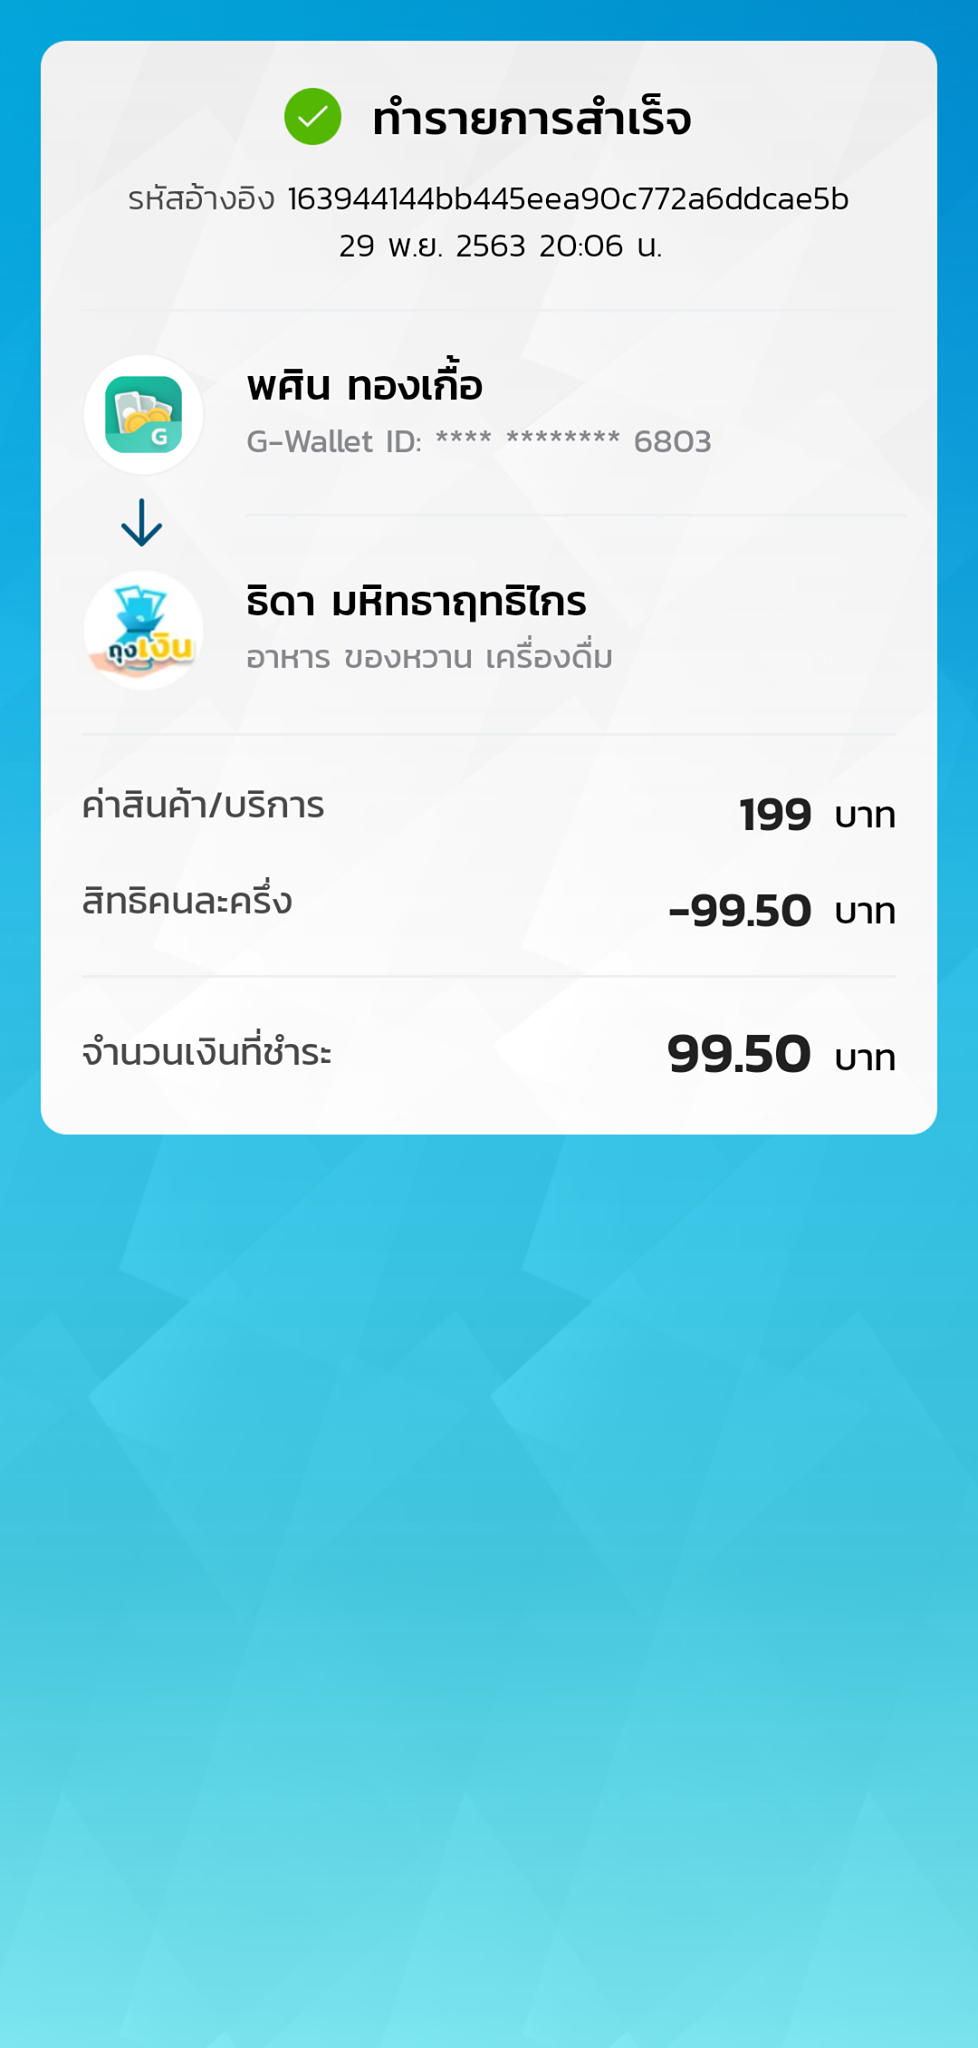 ทำรายการสำเร็จ
รหัสอ้างอิง 163944144bb445eea90c772a6ddcae5b
29 พ.ย. 2563 20:06 น.
พศิน ทองเกื้อ
G
G-Wallet ID: **** ******** 6803
ธิดา มหิทธาฤทธิไกร
ถุงเงิน
อาหาร ของหวาน เครื่องดื่ม
ค่าสินค้า/บริการ 199 บาท
สิทธิคนละครึ่ง -99.50 บาท
จำนวนเงินที่ชำระ 99.50 บาท